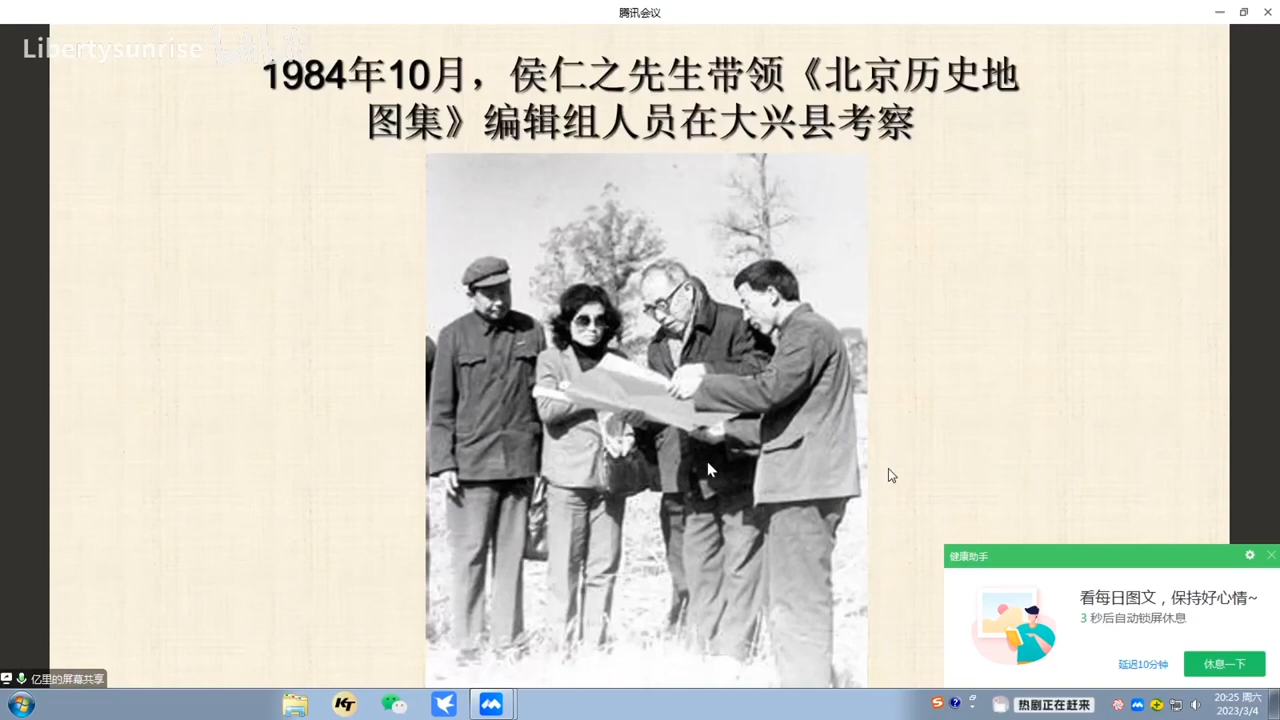 腾讯会议
Libertysunrise
1984年10月，侯仁之先生带领《北京历史地
图集》编辑组人员在大兴县考察
健康助手
看每日图文，保持好心情~
3 秒后自动锁屏休息
延迟10分钟
休息一下
亿里的屏幕共享
KT
热剧正在赶来
20:25 周六
2023/3/4